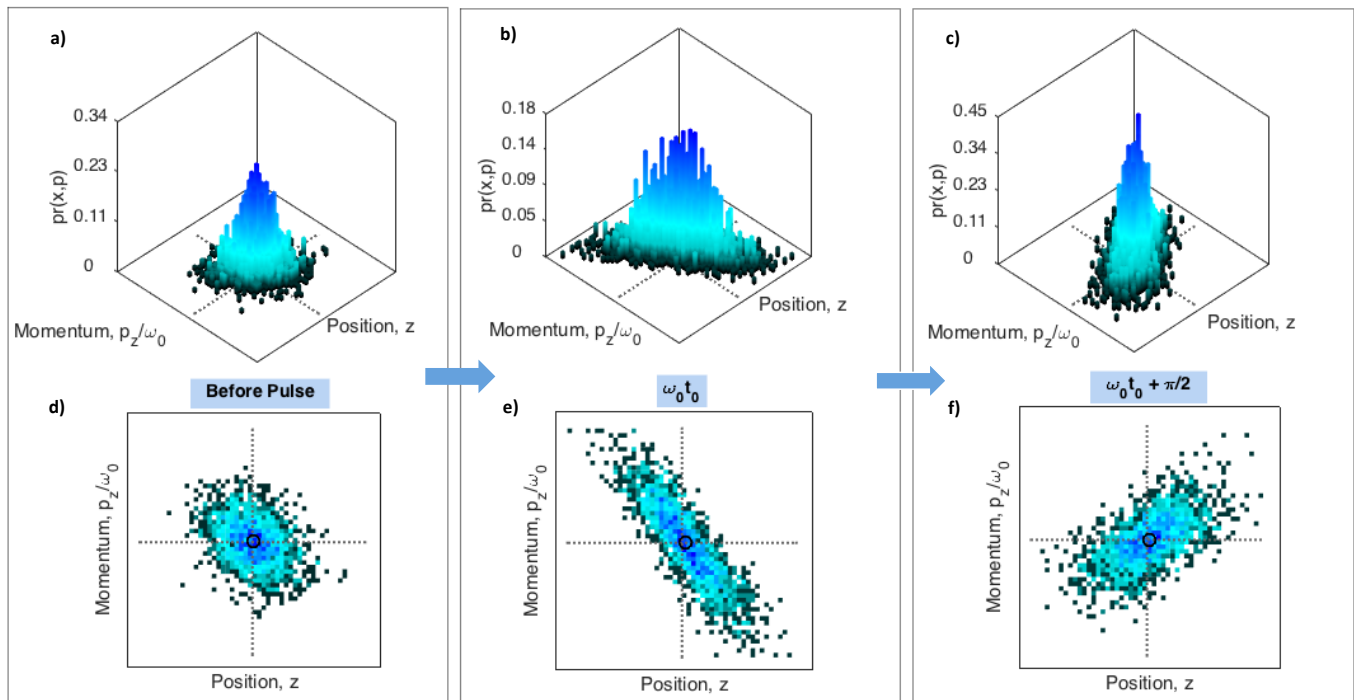 a)
0.34
0.23
0.11
0
pr(x,p)
Momentum, p_z/ω_0
Position, z
b)
0.18
0.14
0.09
0.05
0
pr(x,p)
Momentum, p_z/ω_0
Position, z
c)
0.45
0.34
0.23
0.11
0
pr(x,p)
Momentum, p_z/ω_0
Position, z
Before Pulse
ω_0t_0
ω_0t_0 + π/2
d)
Momentum, p_z/ω_0
Position, z
e)
Momentum, p_z/ω_0
Position, z
f)
Momentum, p_z/ω_0
Position, z